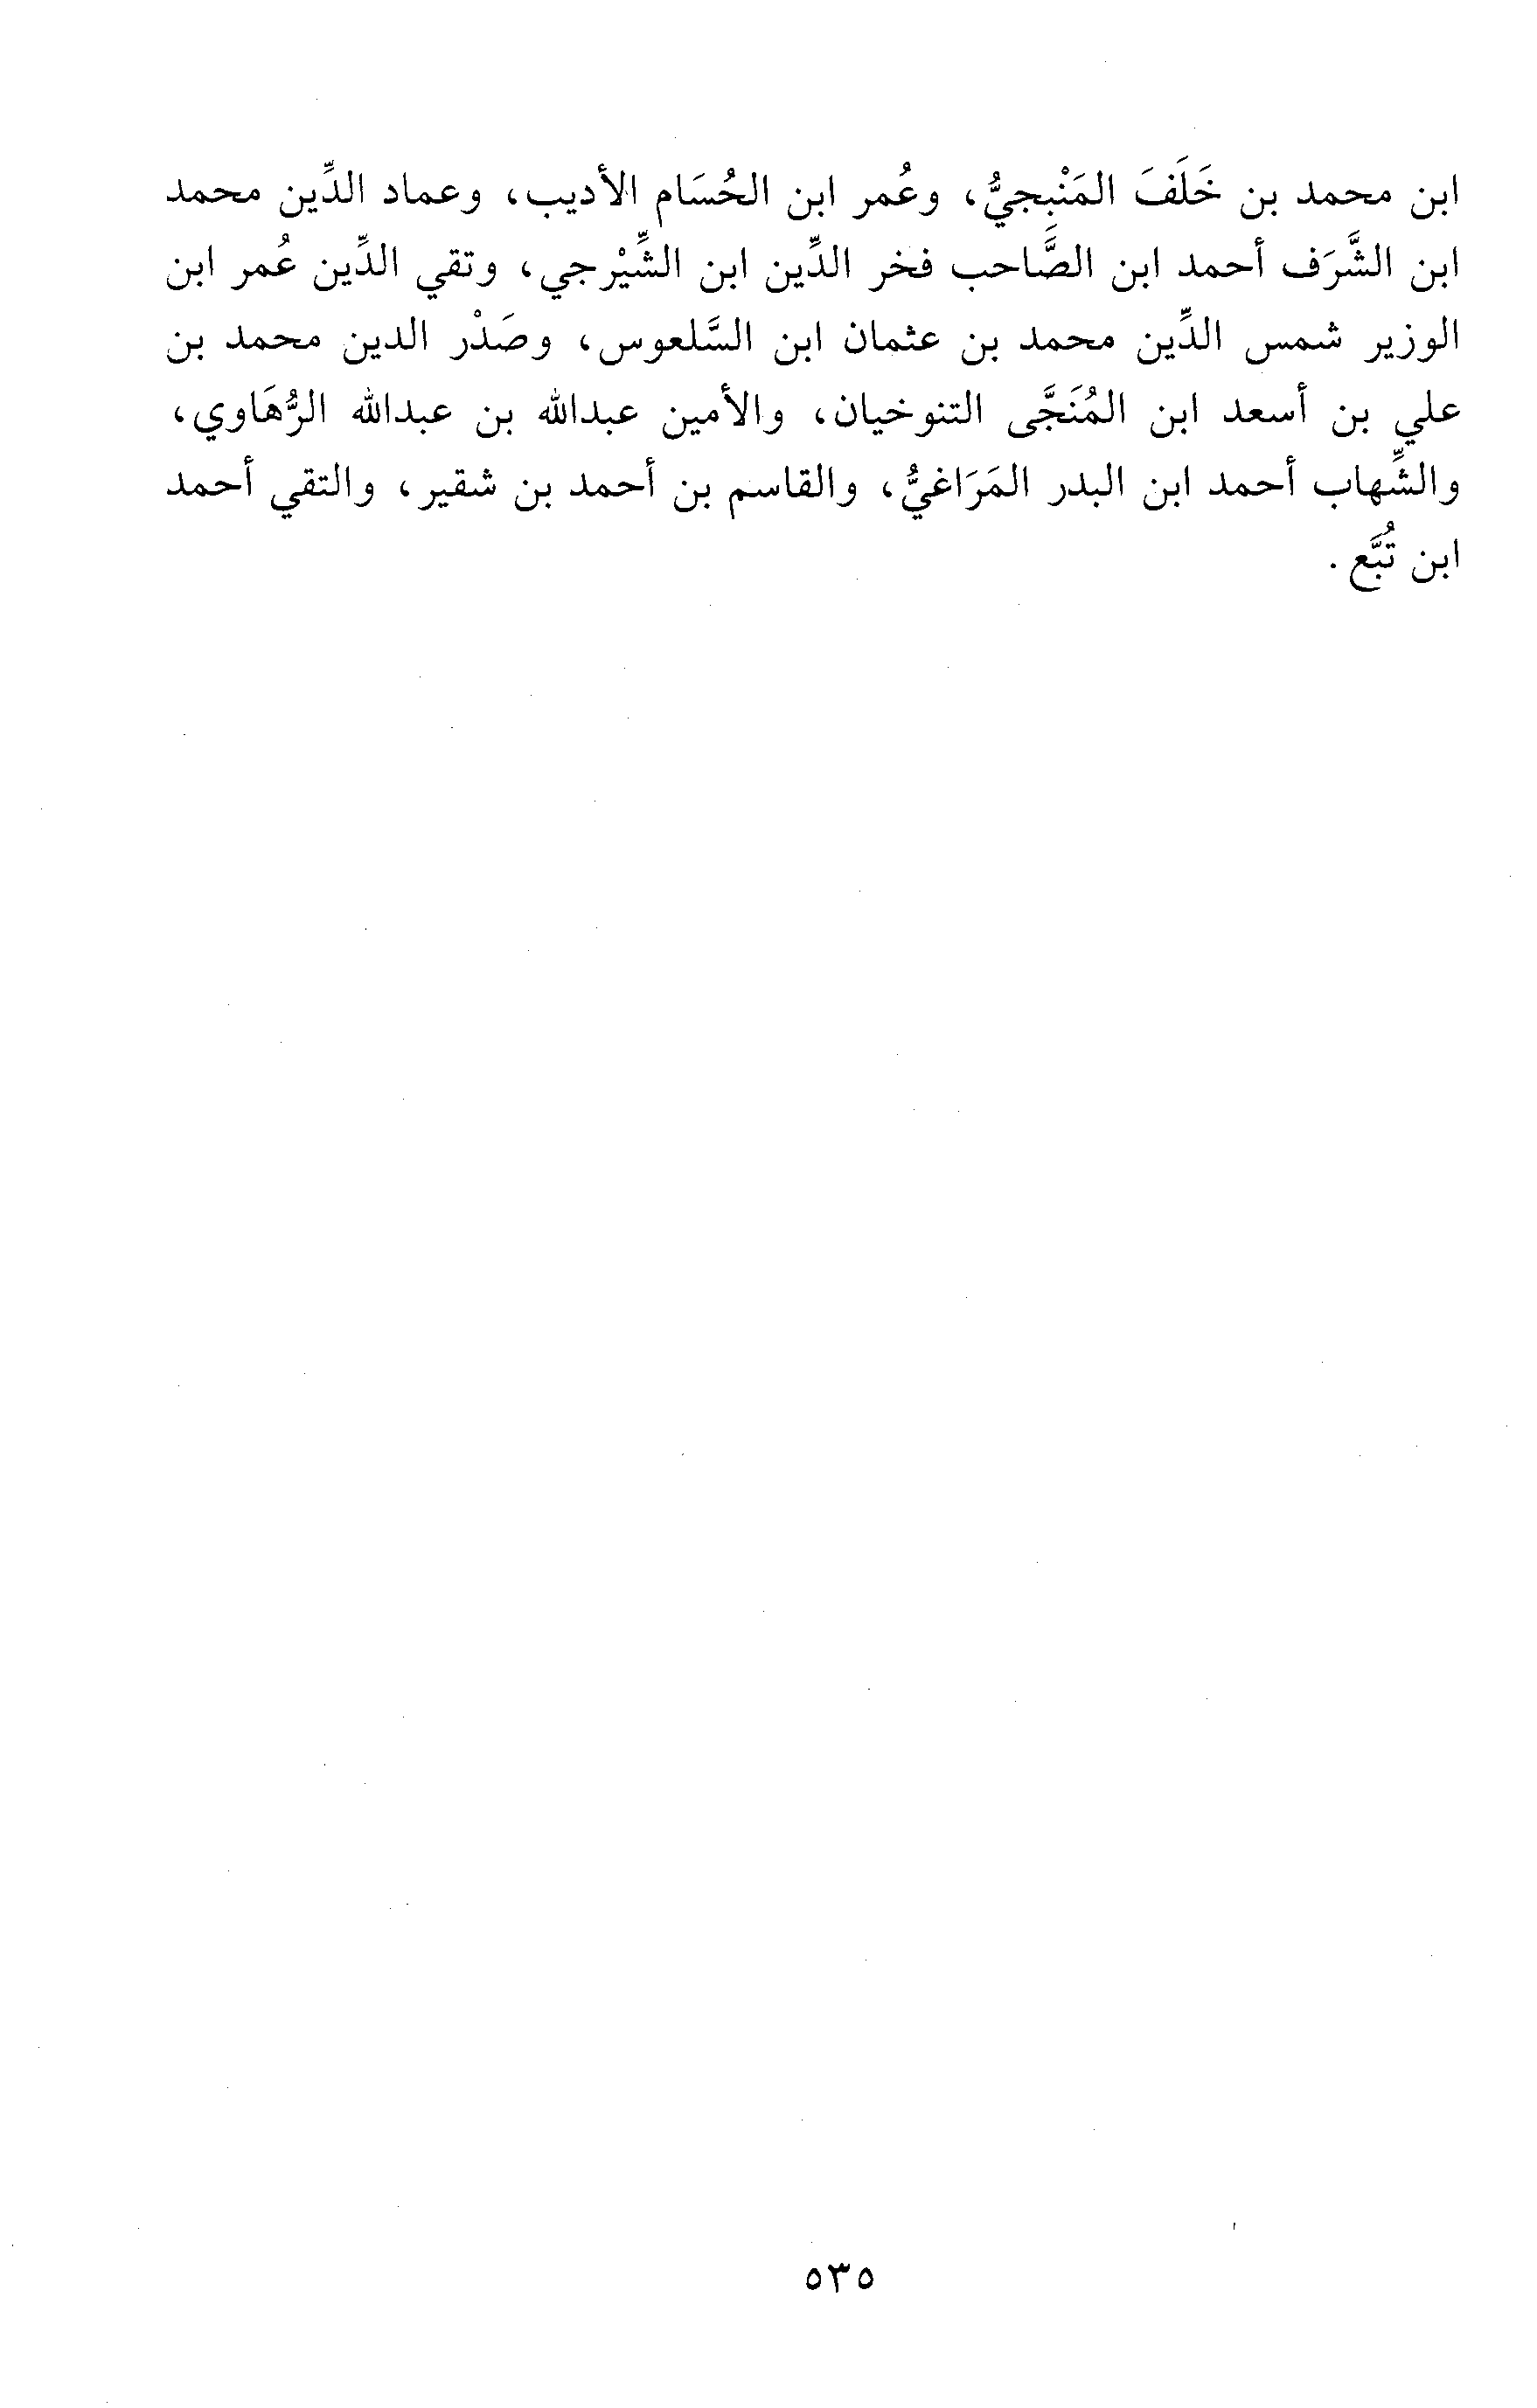 ابن محمد بن خَلَفَ المَنْبِجيُّ، وعُمر ابن الحُسَام الأديب، وعماد الدِّين محمد
ابن الشَّرَف أحمد ابن الصَّاحب فخر الدِّين ابن الشِّيْرجي، وتقي الدِّين عُمر ابن
الوزير شمس الدِّين محمد بن عثمان ابن السَّلعوس، وصَدْر الدين محمد بن
علي بن أسعد ابن المُنَجَّى التنوخيان، والأمين عبدالله بن عبدالله الرُّهَاوي،
والشِّهاب أحمد ابن البدر المَرَاغيُّ، والقاسم بن أحمد بن شقير، والتقي أحمد
ابن تُبَّع.
٥٣٥